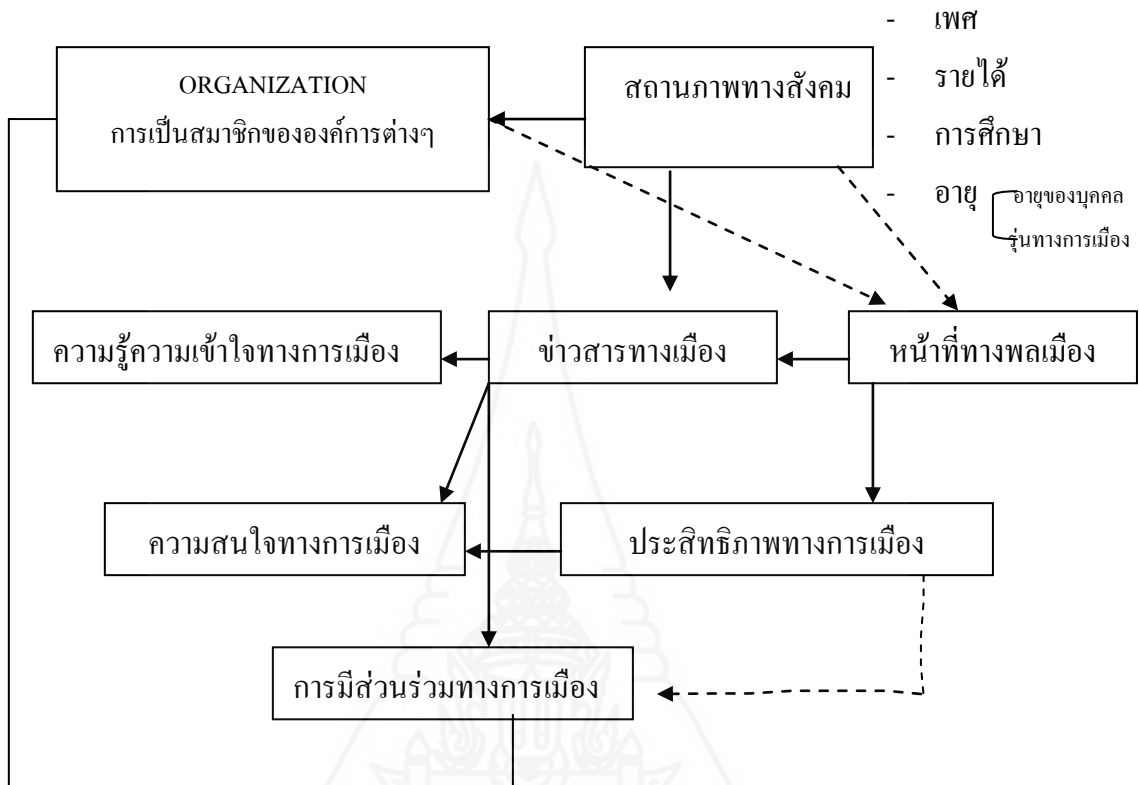 - เพศ
ORGANIZATION
การเป็นสมาชิกขององค์การต่างๆ
สถานภาพทางสังคม
- รายได้
- การศึกษา
- อายุ
อายุของบุคคล
รุ่นทางการเมือง
ความรู้ความเข้าใจทางการเมือง
ข่าวสารทางเมือง
หน้าที่ทางพลเมือง
ความสนใจทางการเมือง
ประสิทธิภาพทางการเมือง
การมีส่วนร่วมทางการเมือง